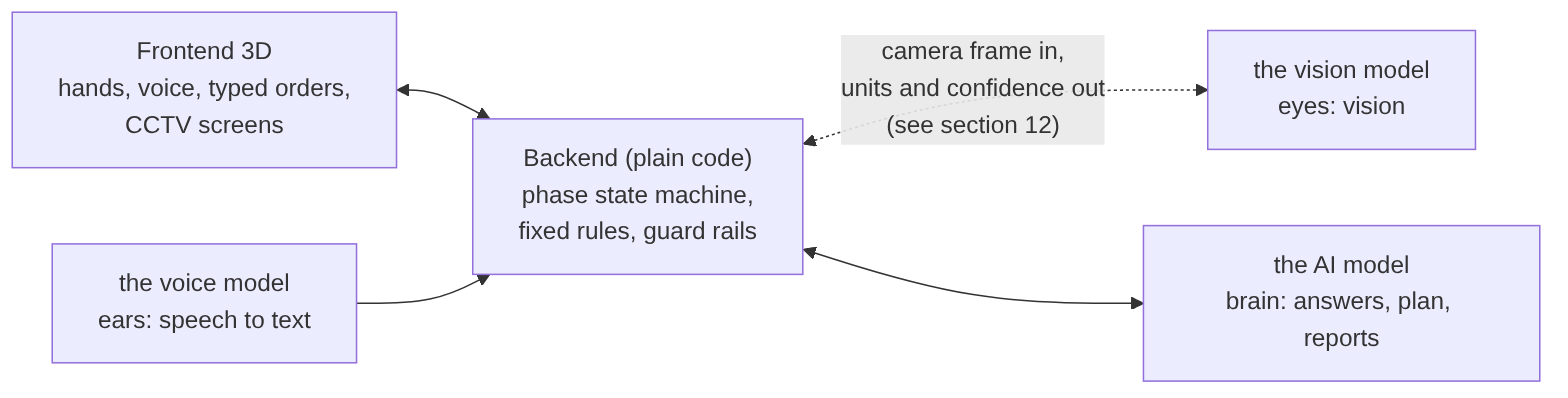 Frontend 3D
hands, voice, typed orders,
CCTV screens
camera frame in,
units and confidence out
(see section 12)
the vision model
eyes: vision
Backend (plain code)
phase state machine,
fixed rules, guard rails
the voice model
ears: speech to text
the AI model
brain: answers, plan,
reports